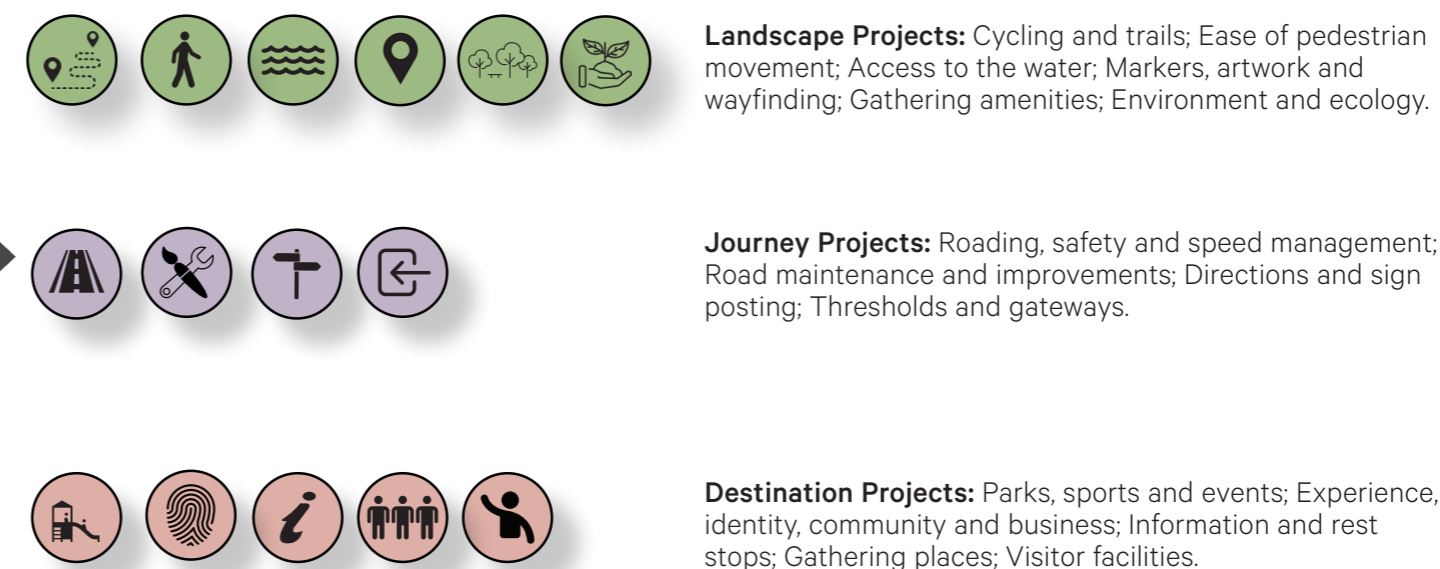 Landscape Projects: Cycling and trails; Ease of pedestrian
movement; Access to the water; Markers, artwork and
wayfinding; Gathering amenities; Environment and ecology.
Journey Projects: Roading, safety and speed management;
Road maintenance and improvements; Directions and sign
posting; Thresholds and gateways.
Destination Projects: Parks, sports and events; Experience,
identity, community and business; Information and rest
stops; Gathering places; Visitor facilities.